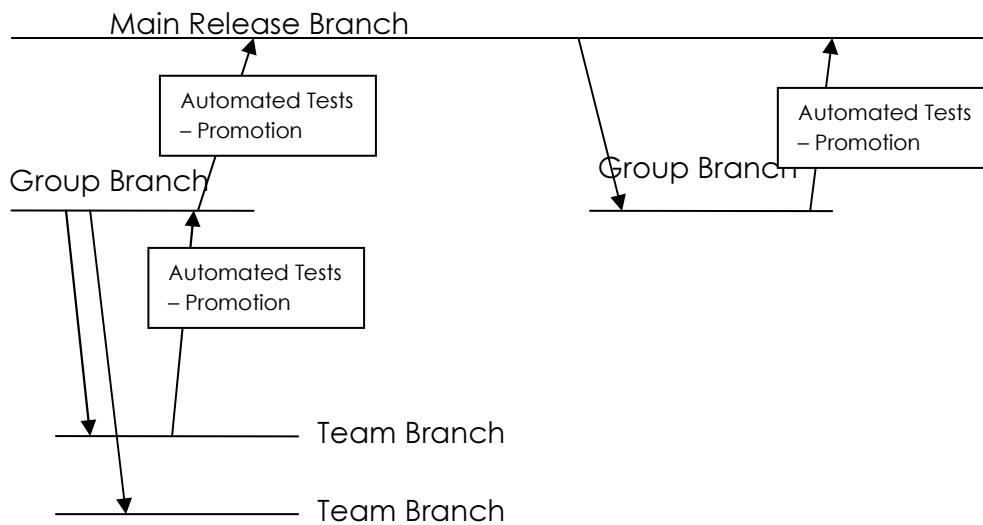 Main Release Branch
Automated Tests
– Promotion
Automated Tests
– Promotion
Group Branch
Group Branch
Automated Tests
– Promotion
Team Branch
Team Branch